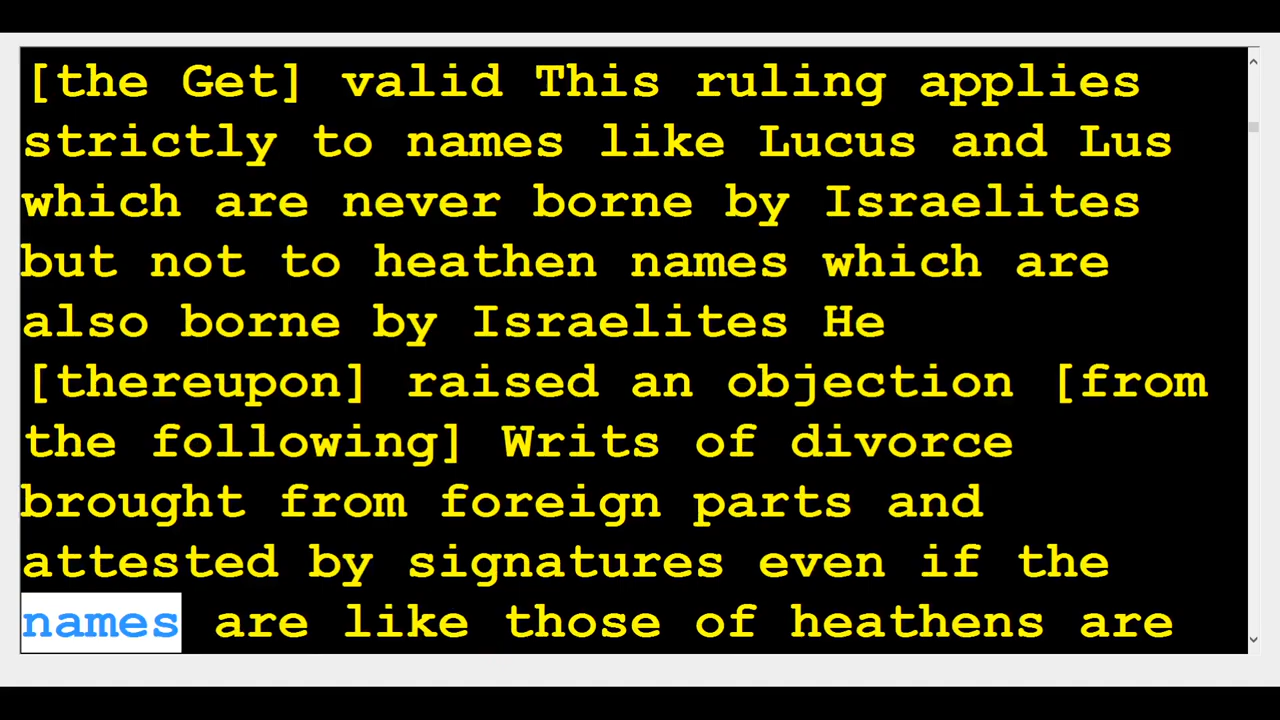 [the Get] valid This ruling applies
strictly to names like Lucus and Lus
which are never borne by Israelites
but not to heathen names which are
also borne by Israelites He
[thereupon] raised an objection [from
the following] Writs of divorce
brought from foreign parts and
attested by signatures even if the
names are like those of heathens are